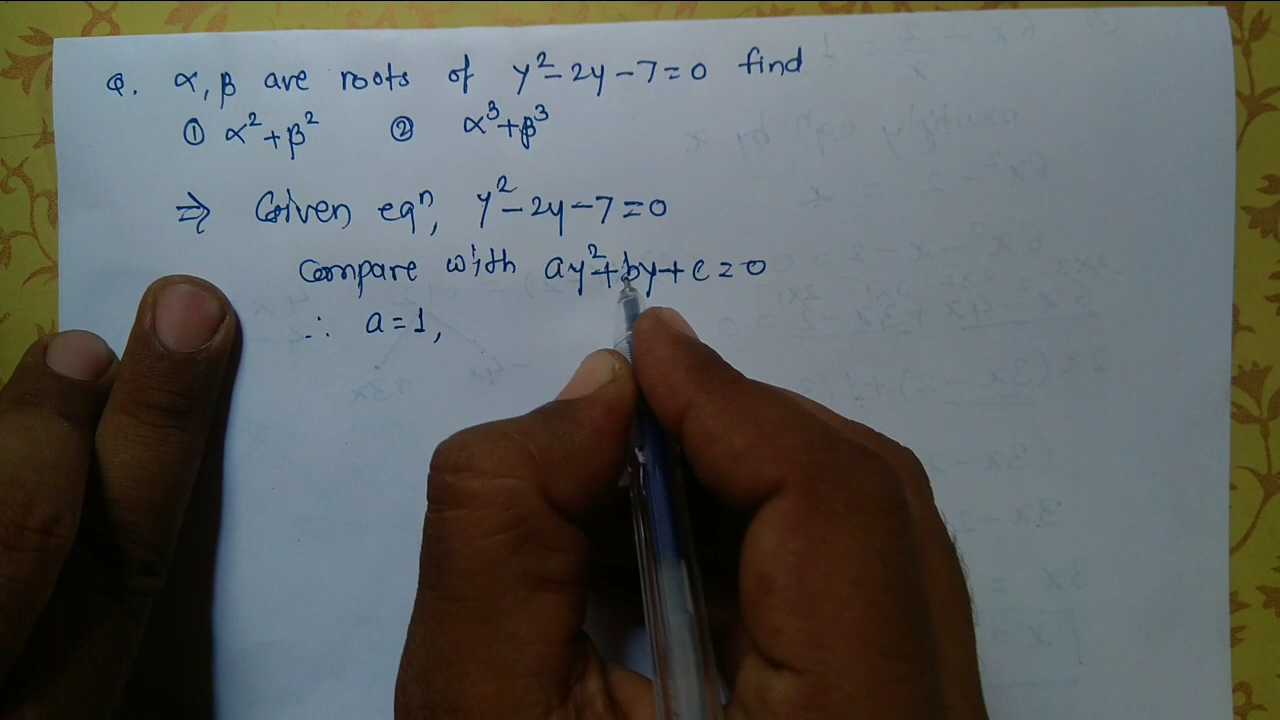 Q. α, β are roots of y²-2y-7=0 find
① α²+β² ② α³+β³
⇒ Given eqⁿ, y²-2y-7=0
Compare with ay²+by+c=0
∴ a=1,